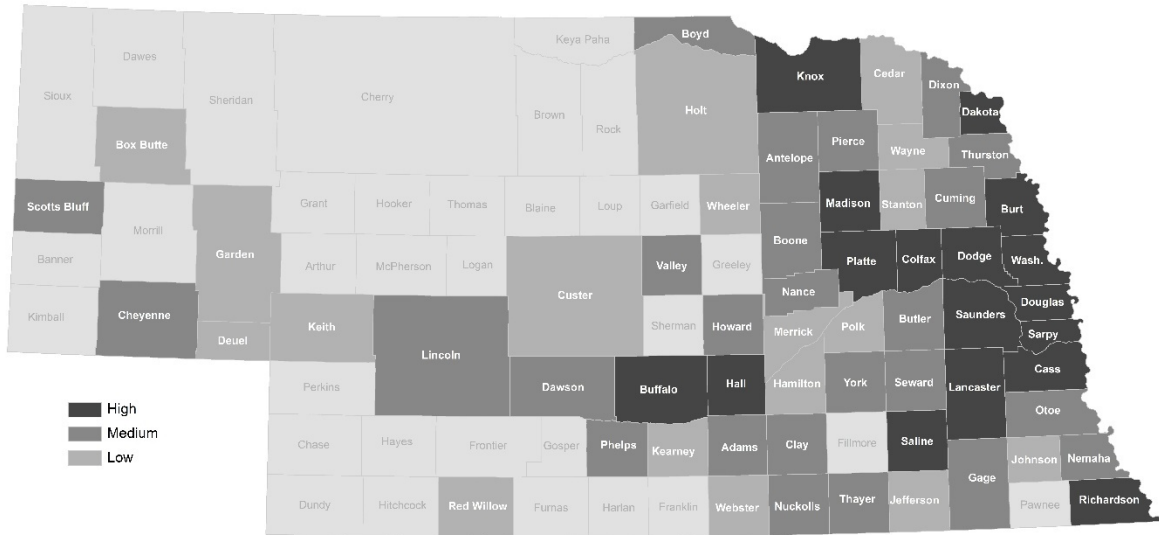 Keya Paha
Boyd
Dawes
Knox
Cedar
Dixon
Sioux
Sheridan
Cherry
Holt
Dakota
Brown
Rock
Box Butte
Antelope
Pierce
Wayne
Thurston
Scotts Bluff
Grant
Hooker
Thomas
Blaine
Loup
Garfield
Wheeler
Madison
Stanton
Cuming
Burt
Morrill
Garden
Boone
Banner
Arthur
McPherson
Logan
Valley
Greeley
Platte
Colfax
Dodge
Wash.
Custer
Nance
Douglas
Kimball
Cheyenne
Deuel
Keith
Lincoln
Sherman
Howard
Merrick
Polk
Butler
Saunders
Sarpy
Perkins
Dawson
Buffalo
Hall
Hamilton
York
Seward
Lancaster
Cass
High
Medium
Low
Otoe
Chase
Hayes
Frontier
Gosper
Phelps
Kearney
Adams
Clay
Fillmore
Saline
Johnson
Nemaha
Gage
Dundy
Hitchcock
Red Willow
Furnas
Harlan
Franklin
Webster
Nuckolls
Thayer
Jefferson
Pawnee
Richardson